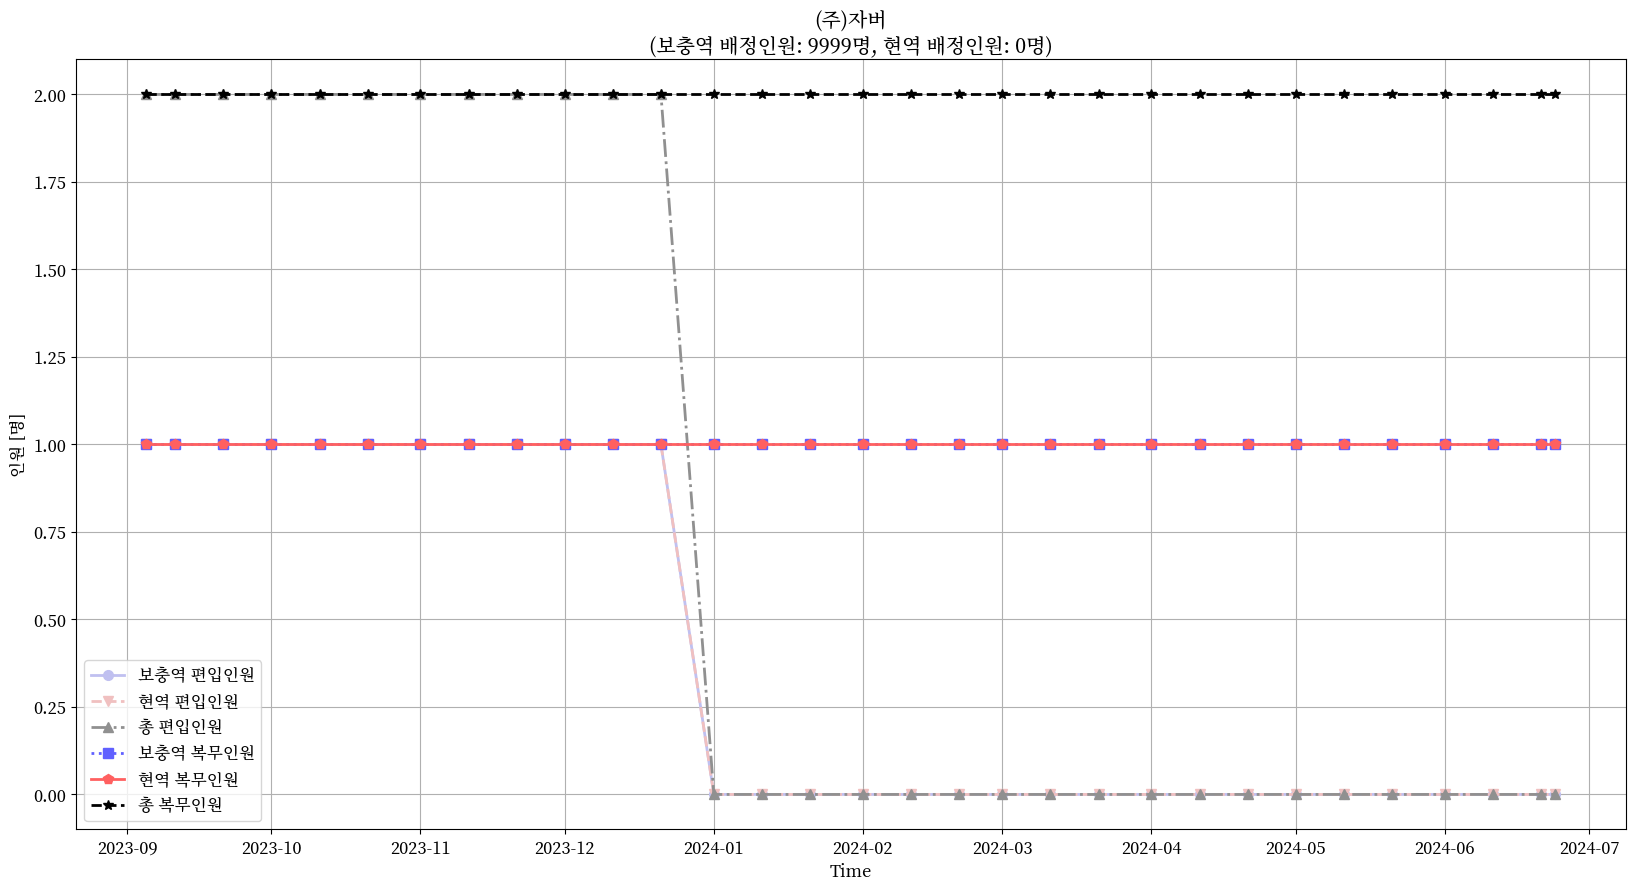 (주)자버
(보충역 배정인원: 9999명, 현역 배정인원: 0명)
인원 [명]
2.00
1.75
1.50
1.25
1.00
0.75
0.50
0.25
0.00
보충역 편입인원
현역 편입인원
총 편입인원
보충역 복무인원
현역 복무인원
총 복무인원
2023-09
2023-10
2023-11
2023-12
2024-01
2024-02
2024-03
2024-04
2024-05
2024-06
2024-07
Time